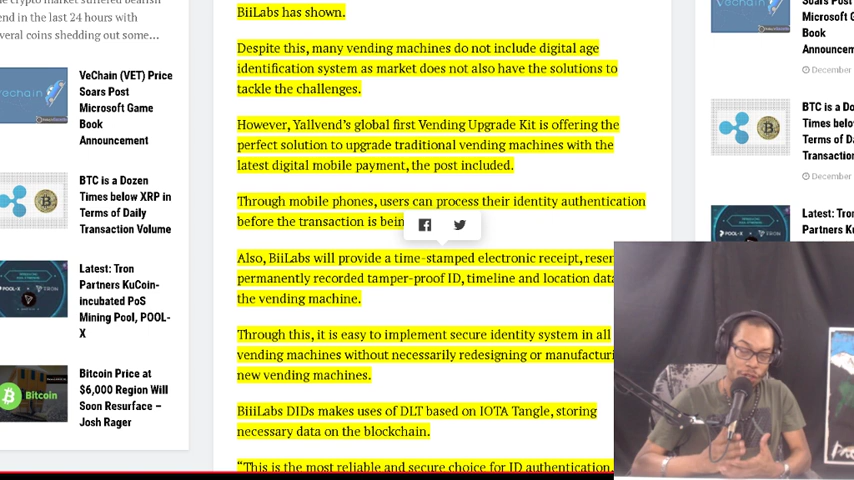 The crypto market suffered bearish
end in the last 24 hours with
several coins shedding out some…
VeChain (VET) Price
Soars Post
Microsoft Game
Book
Announcement
BTC is a Dozen
Times below XRP in
Terms of Daily
Transaction Volume
Latest: Tron
Partners KuCoin-
incubated PoS
Mining Pool, POOL-
X
Bitcoin
Bitcoin Price at
$6,000 Region Will
Soon Resurface –
Josh Rager
BiiLabs has shown.
Despite this, many vending machines do not include digital age
identification system as market does not also have the solutions to
tackle the challenges.
However, Yallvend's global first Vending Upgrade Kit is offering the
perfect solution to upgrade traditional vending machines with the
latest digital mobile payment, the post included.
Through mobile phones, users can process their identity authentication
before the transaction is bein
Also, BiiLabs will provide a time-stamped electronic receipt, resem
permanently recorded tamper-proof ID, timeline and location data
the vending machine.
Through this, it is easy to implement secure identity system in all
vending machines without necessarily redesigning or manufacturi
new vending machines.
BiiiLabs DIDs makes uses of DLT based on IOTA Tangle, storing
necessary data on the blockchain.
“This is the most reliable and secure choice for ID authentication.
Soars Post
Microsoft G
Book
Announcem
December
BTC is a Do
Times belo
Terms of Da
Transactio
December
Latest: Tro
Partners Ku